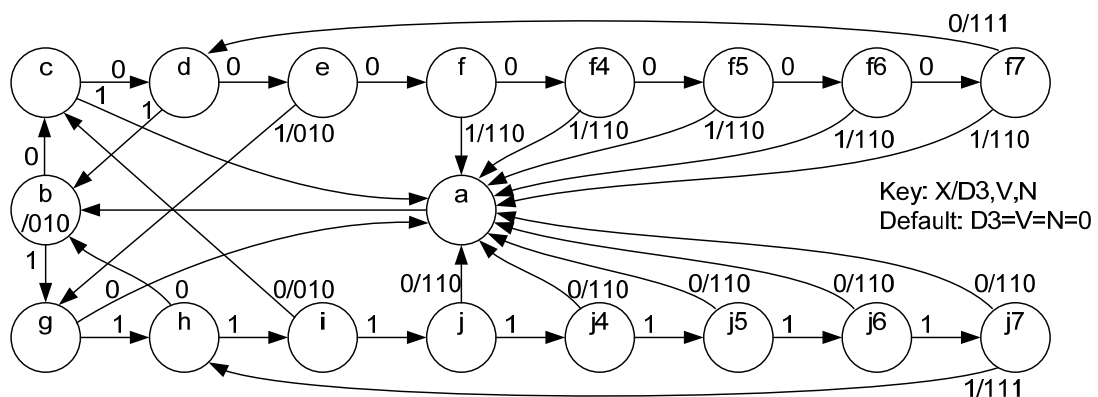 0/111
c 0 d 0 e 0 f 0 f4 0 f5 0 f6 0 f7
1 1 1/010 1/110 1/110 1/110 1/110 1/110
0
b
/010
a
Key: X/D3,V,N
Default: D3=V=N=0
1
0 0 0/010 0/110 0/110 0/110 0/110 0/110
g 1 h 1 i 1 j 1 j4 1 j5 1 j6 1 j7
1/111